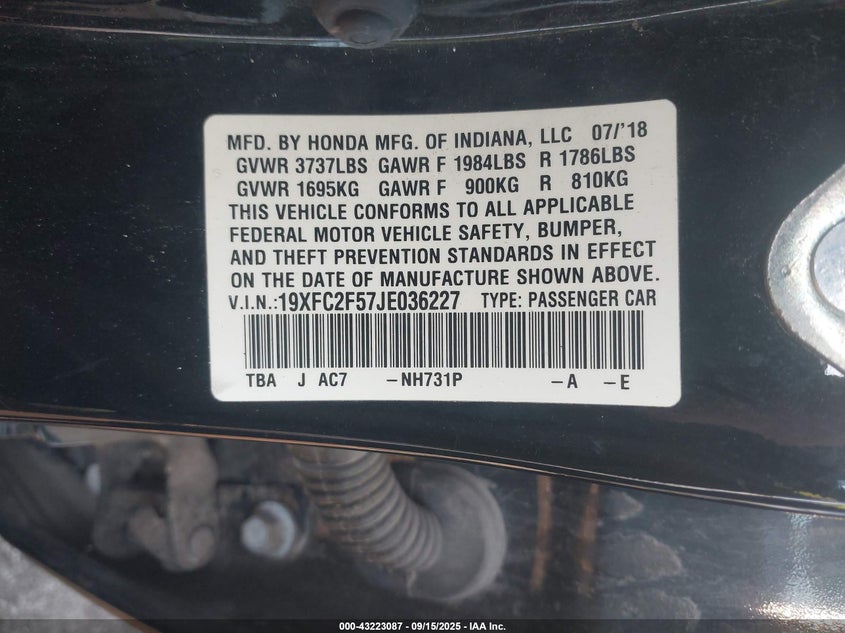 MFD. BY HONDA MFG. OF INDIANA, LLC 07/'18
GVWR 3737LBS GAWR F 1984LBS R 1786LBS
GVWR 1695KG GAWR F 900KG R 810KG
THIS VEHICLE CONFORMS TO ALL APPLICABLE
FEDERAL MOTOR VEHICLE SAFETY, BUMPER,
AND THEFT PREVENTION STANDARDS IN EFFECT
ON THE DATE OF MANUFACTURE SHOWN ABOVE.
V.I.N.:19XFC2F57JE036227 TYPE: PASSENGER CAR
TBA J AC7 –NH731P –A –E
000-43223087 - 09/15/2025 - IAA Inc.